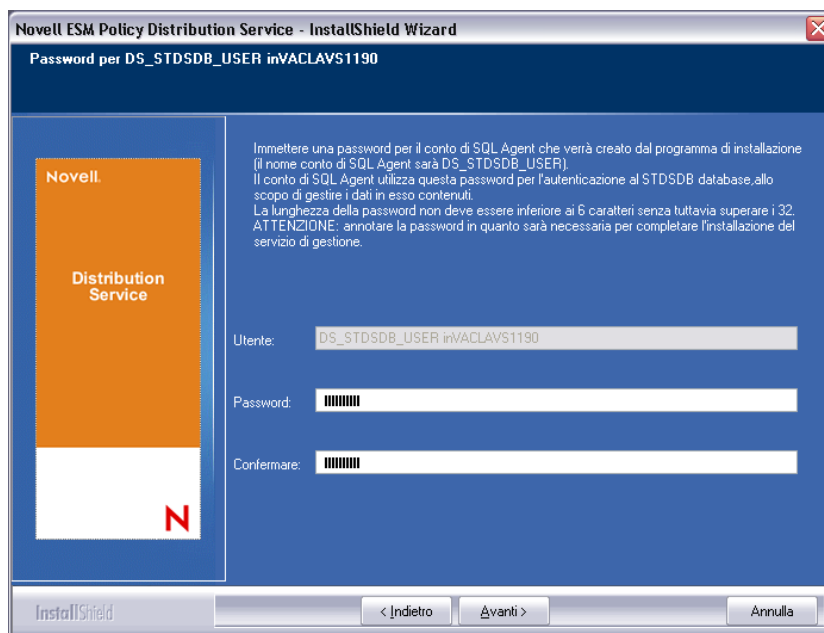 Novell ESM Policy Distribution Service - InstallShield Wizard
Password per DS_STDSDB_USER inVACLAVS1190
Novell.
Distribution
Service
N
Immettere una password per il conto di SQL Agent che verrà creato dal programma di installazione
(il nome conto di SQL Agent sarà DS_STDSDB_USER).
Il conto di SQL Agent utilizza questa password per l'autenticazione al STDSDB database,allo
scopo di gestire i dati in esso contenuti.
La lunghezza della password non deve essere inferiore ai 6 caratteri senza tuttavia superare i 32.
ATTENZIONE: annotare la password in quanto sarà necessaria per completare l'installazione del
servizio di gestione.
Utente: DS_STDSDB_USER inVACLAVS1190
Password:
Confermare:
InstallShield
< Indietro
Avanti >
Annulla